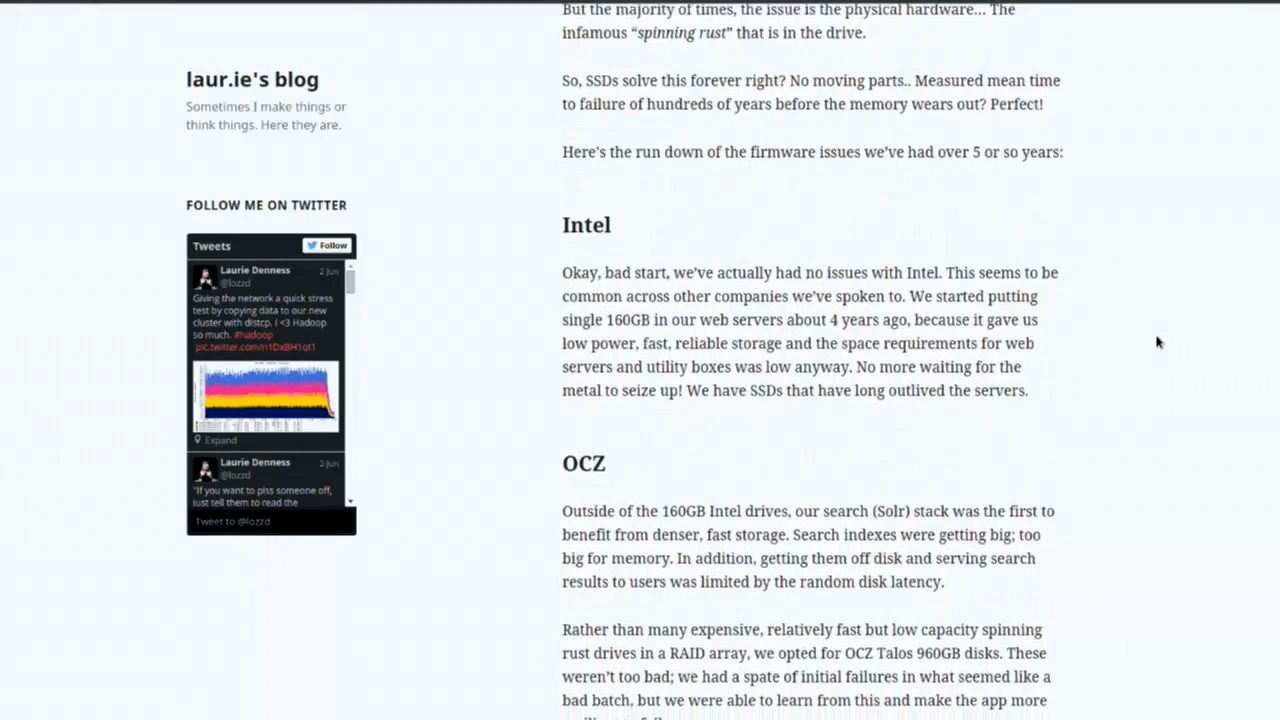 But the majority of times, the issue is the physical hardware... The
infamous “spinning rust” that is in the drive.
So, SSDs solve this forever right? No moving parts.. Measured mean time
to failure of hundreds of years before the memory wears out? Perfect!
Here’s the run down of the firmware issues we’ve had over 5 or so years:
Intel
Okay, bad start, we’ve actually had no issues with Intel. This seems to be
common across other companies we’ve spoken to. We started putting
single 160GB in our web servers about 4 years ago, because it gave us
low power, fast, reliable storage and the space requirements for web
servers and utility boxes was low anyway. No more waiting for the
metal to seize up! We have SSDs that have long outlived the servers.
OCZ
Outside of the 160GB Intel drives, our search (Solr) stack was the first to
benefit from denser, fast storage. Search indexes were getting big; too
big for memory. In addition, getting them off disk and serving search
results to users was limited by the random disk latency.
Rather than many expensive, relatively fast but low capacity spinning
rust drives in a RAID array, we opted for OCZ Talos 960GB disks. These
weren’t too bad; we had a spate of initial failures in what seemed like a
bad batch, but we were able to learn from this and make the app more
laur.ie's blog
Sometimes I make things or
think things. Here they are.
FOLLOW ME ON TWITTER
Tweets
Follow
Laurie Denness
2 Jun
@lozzd
Giving the network a quick stress
test by copying data to our new
cluster with distcp. I <3 Hadoop
so much. #hadoop
Expand
Laurie Denness
2 Jun
@lozzd
"If you want to piss someone off,
just tell them to read the
Tweet to @lozzd